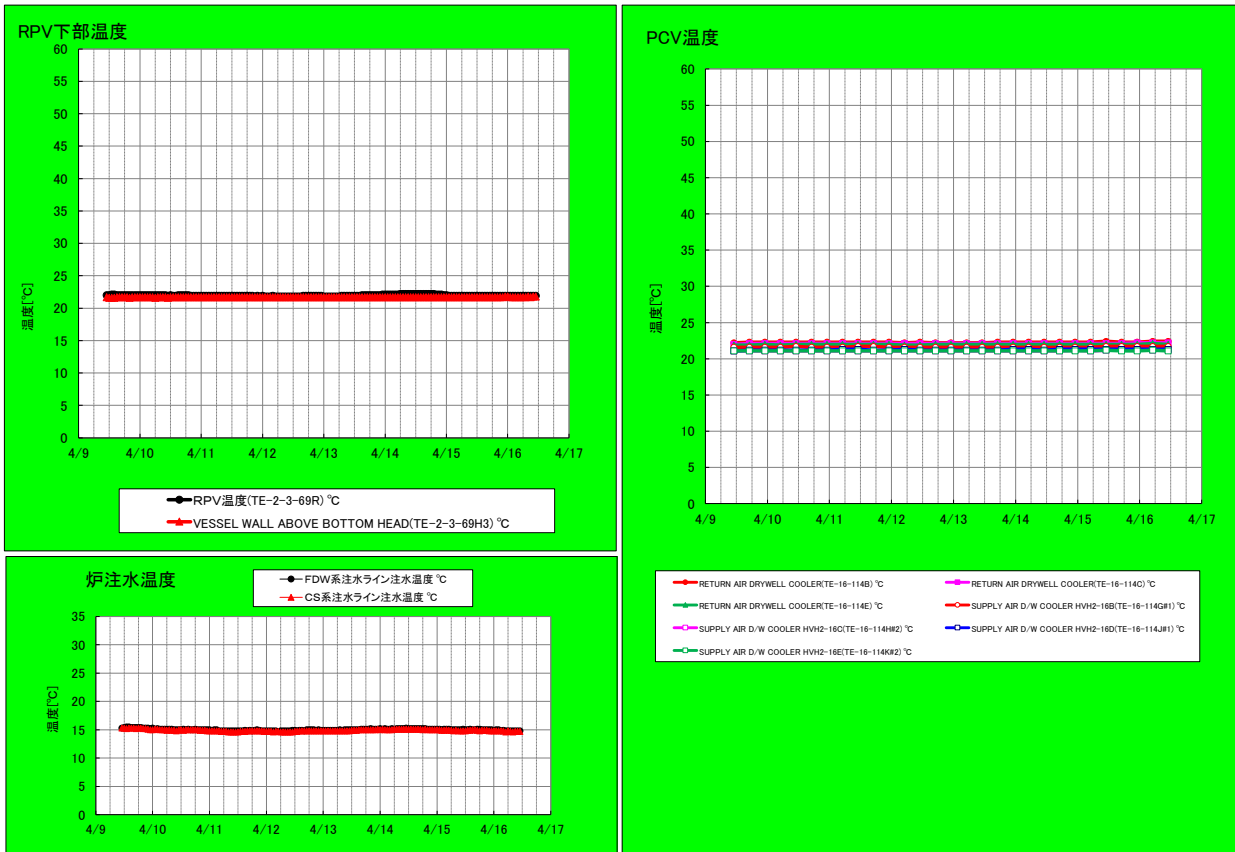 RPV下部温度
60
55
50
45
40
35
30
25
20
15
10
5
0
温度[℃]
4/9 4/10 4/11 4/12 4/13 4/14 4/15 4/16 4/17
RPV温度(TE-2-3-69R) ℃
VESSEL WALL ABOVE BOTTOM HEAD(TE-2-3-69H3) ℃
炉注水温度
FDW系注水ライン注水温度 ℃
CS系注水ライン注水温度 ℃
35
30
25
20
15
10
5
0
温度[℃]
4/9 4/10 4/11 4/12 4/13 4/14 4/15 4/16 4/17
PCV温度
60
55
50
45
40
35
30
25
20
15
10
5
0
温度[℃]
4/9 4/10 4/11 4/12 4/13 4/14 4/15 4/16 4/17
RETURN AIR DRYWELL COOLER(TE-16-114B) ℃
RETURN AIR DRYWELL COOLER(TE-16-114C) ℃
RETURN AIR DRYWELL COOLER(TE-16-114E) ℃
SUPPLY AIR D/W COOLER HVH2-16B(TE-16-114G#1) ℃
SUPPLY AIR D/W COOLER HVH2-16C(TE-16-114H#2) ℃
SUPPLY AIR D/W COOLER HVH2-16D(TE-16-114J#1) ℃
SUPPLY AIR D/W COOLER HVH2-16E(TE-16-114K#2) ℃